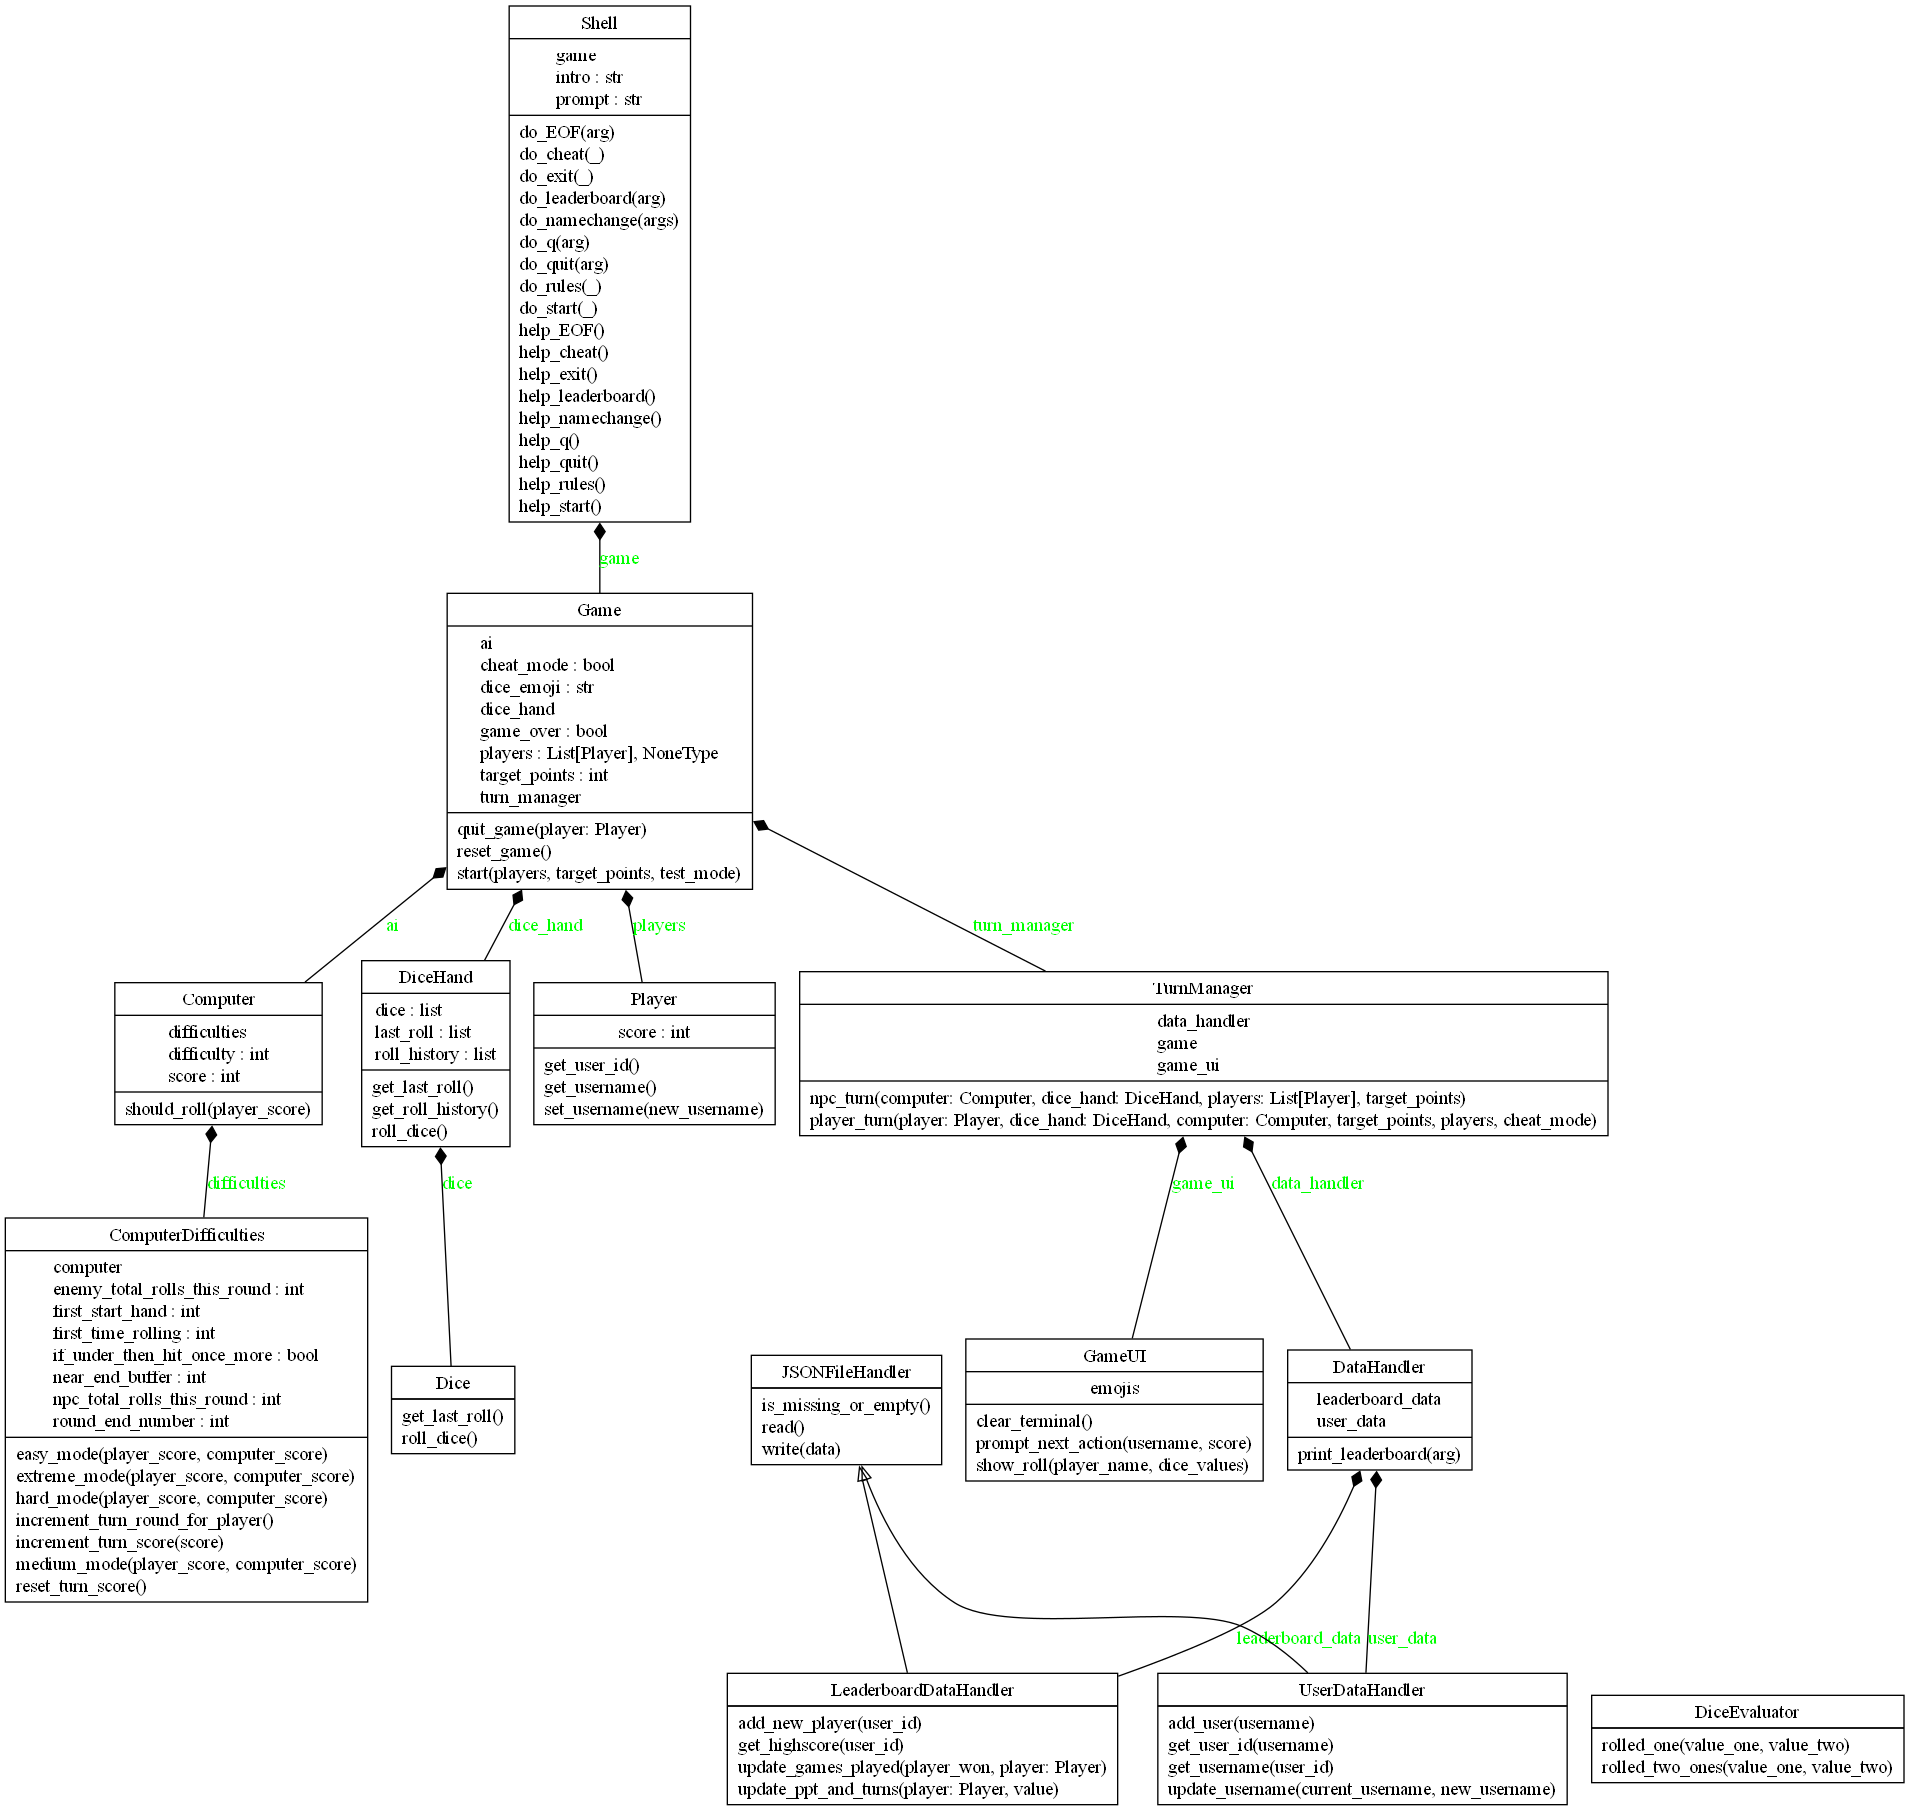 Shell
game
intro : str
prompt : str
do_EOF(arg)
do_cheat(_)
do_exit(_)
do_leaderboard(arg)
do_namechange(args)
do_q(arg)
do_quit(arg)
do_rules(_)
do_start(_)
help_EOF()
help_cheat()
help_exit()
help_leaderboard()
help_namechange()
help_q()
help_quit()
help_rules()
help_start()
game
Game
ai
cheat_mode : bool
dice_emoji : str
dice_hand
game_over : bool
players : List[Player], NoneType
target_points : int
turn_manager
quit_game(player: Player)
reset_game()
start(players, target_points, test_mode)
ai
dice_hand
players
turn_manager
Computer
difficulties
difficulty : int
score : int
should_roll(player_score)
DiceHand
dice : list
last_roll : list
roll_history : list
get_last_roll()
get_roll_history()
roll_dice()
Player
score : int
get_user_id()
get_username()
set_username(new_username)
TurnManager
data_handler
game
game_ui
npc_turn(computer: Computer, dice_hand: DiceHand, players: List[Player], target_points)
player_turn(player: Player, dice_hand: DiceHand, computer: Computer, target_points, players, cheat_mode)
difficulties
dice
game_ui
data_handler
ComputerDifficulties
computer
enemy_total_rolls_this_round : int
first_start_hand : int
first_time_rolling : int
if_under_then_hit_once_more : bool
near_end_buffer : int
npc_total_rolls_this_round : int
round_end_number : int
easy_mode(player_score, computer_score)
extreme_mode(player_score, computer_score)
hard_mode(player_score, computer_score)
increment_turn_round_for_player()
increment_turn_score(score)
medium_mode(player_score, computer_score)
reset_turn_score()
Dice
get_last_roll()
roll_dice()
JSONFileHandler
is_missing_or_empty()
read()
write(data)
GameUI
emojis
clear_terminal()
prompt_next_action(username, score)
show_roll(player_name, dice_values)
DataHandler
leaderboard_data
user_data
print_leaderboard(arg)
leaderboard_data
user_data
LeaderboardDataHandler
add_new_player(user_id)
get_highscore(user_id)
update_games_played(player_won, player: Player)
update_ppt_and_turns(player: Player, value)
UserDataHandler
add_user(username)
get_user_id(username)
get_username(user_id)
update_username(current_username, new_username)
DiceEvaluator
rolled_one(value_one, value_two)
rolled_two_ones(value_one, value_two)